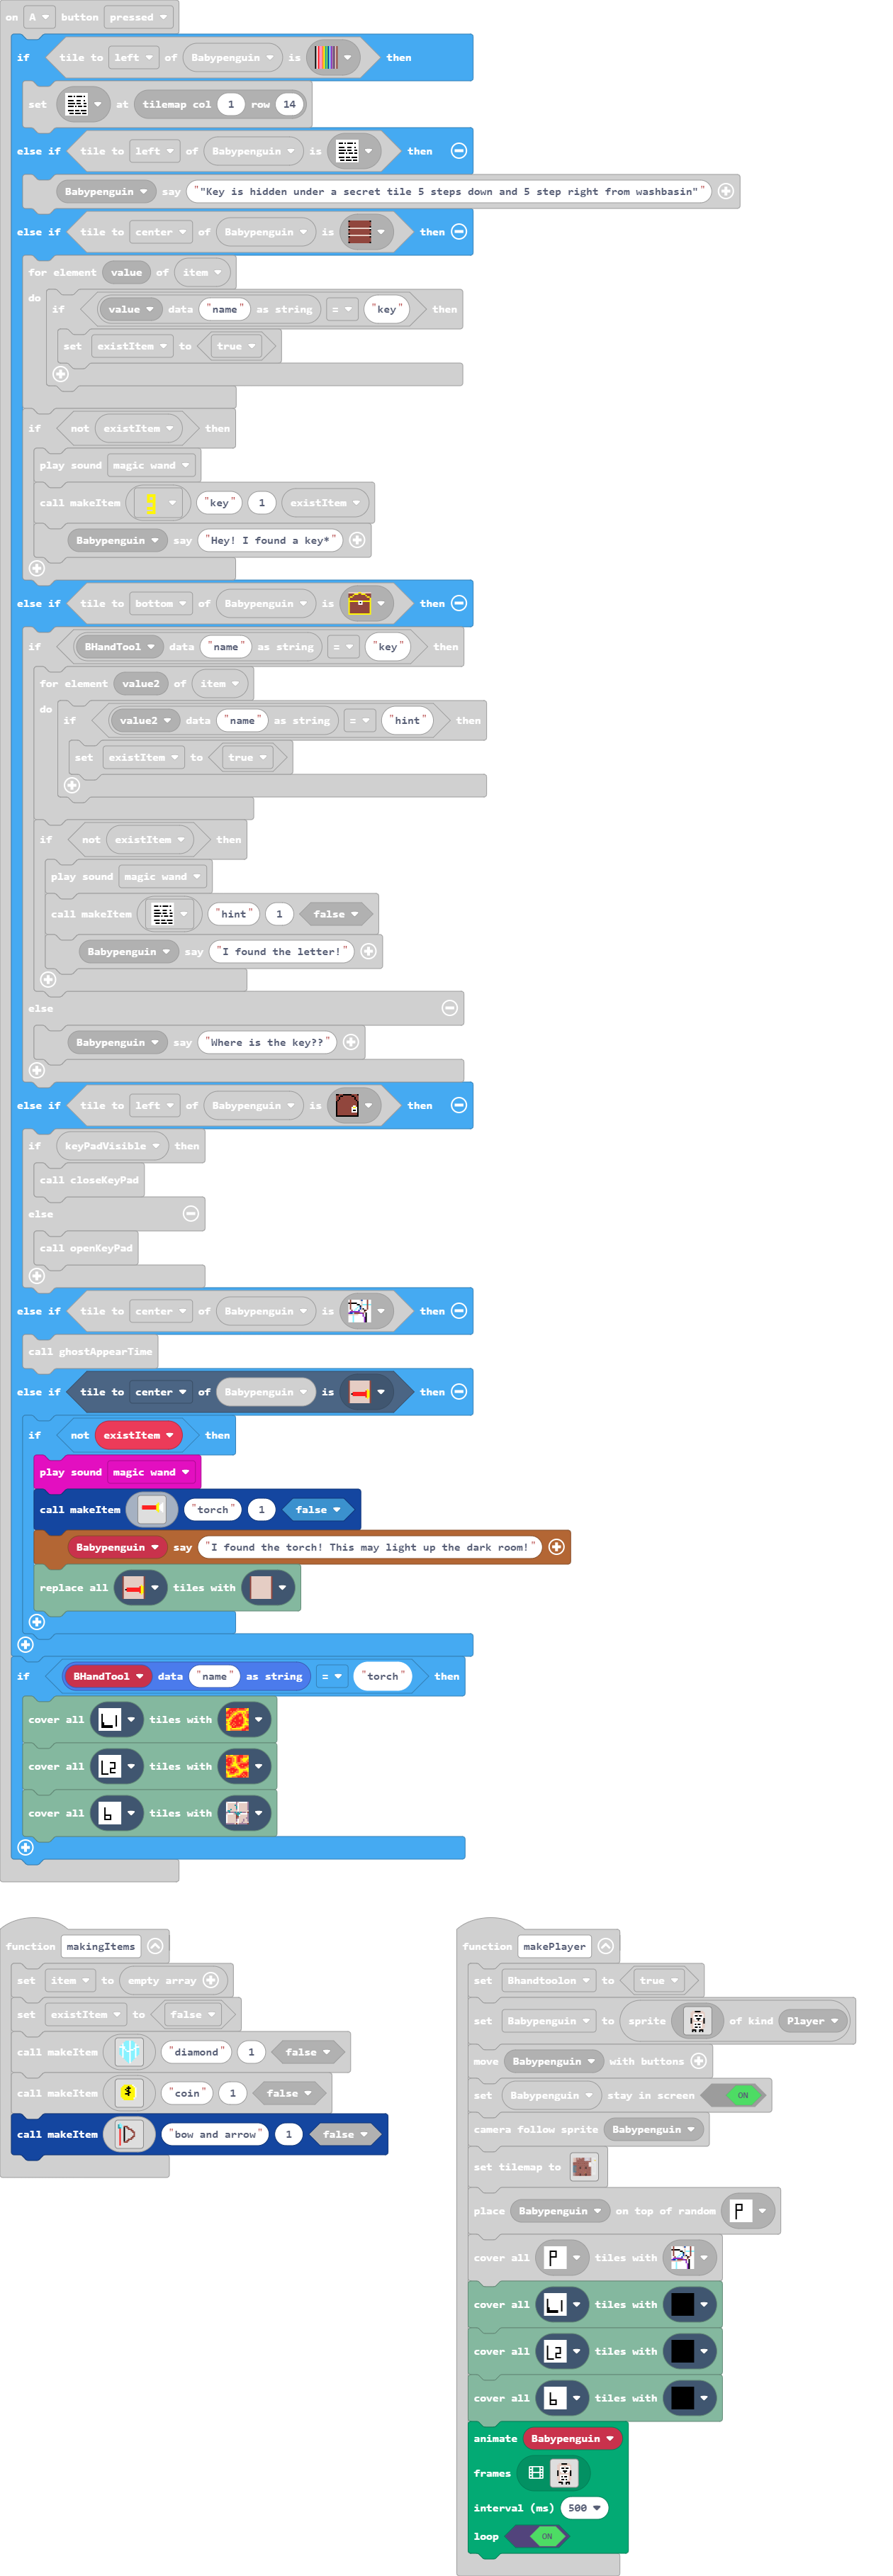 on A button pressed
if tile to left of Babypenguin is then
set at tilemap col 1 row 14
else if tile to left of Babypenguin is then
Babypenguin say ""Key is hidden under a secret tile 5 steps down and 5 step right from washbasin""
else if tile to center of Babypenguin is then
for element value of item
do
if value data "name" as string = "key" then
set existItem to true
if not existItem then
play sound magic wand
call makeItem "key" 1 existItem
Babypenguin say "Hey! I found a key*"
else if tile to bottom of Babypenguin is then
if BHandTool data "name" as string = "key" then
for element value2 of item
do
if value2 data "name" as string = "hint" then
set existItem to true
if not existItem then
play sound magic wand
call makeItem "hint" 1 false
Babypenguin say "I found the letter!"
else
Babypenguin say "Where is the key??"
else if tile to left of Babypenguin is then
if keyPadVisible then
call closeKeyPad
else
call openKeyPad
else if tile to center of Babypenguin is then
call ghostAppearTime
else if tile to center of Babypenguin is then
if not existItem then
play sound magic wand
call makeItem "torch" 1 false
Babypenguin say "I found the torch! This may light up the dark room!"
replace all tiles with
if BHandTool data "name" as string = "torch" then
cover all L1 tiles with
cover all L2 tiles with
cover all b tiles with
function makingItems
set item to empty array
set existItem to false
call makeItem "diamond" 1 false
call makeItem "coin" 1 false
call makeItem "bow and arrow" 1 false
function makePlayer
set Bhandtoolon to true
set Babypenguin to sprite of kind Player
move Babypenguin with buttons
set Babypenguin stay in screen ON
camera follow sprite Babypenguin
set tilemap to
place Babypenguin on top of random P
cover all P tiles with
cover all L1 tiles with
cover all L2 tiles with
cover all b tiles with
animate Babypenguin
frames
interval (ms) 500
loop ON